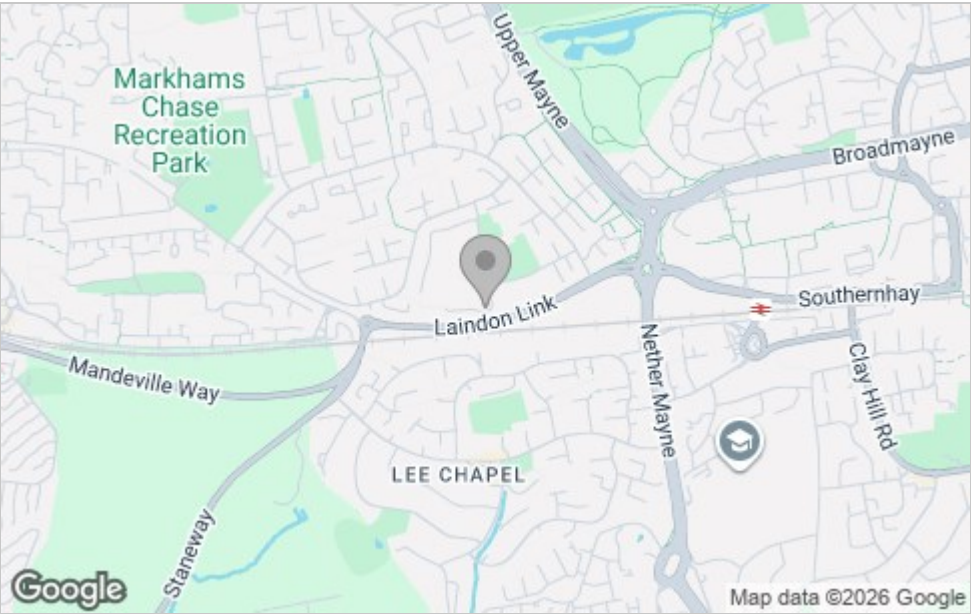 Upper Mayne
Markhams
Chase
Recreation
Park
Broadmayne
Southernhay
Laindon Link
Mandeville Way
Nether Mayne
Clay Hill Rd
LEE CHAPEL
Staneway
Google
Map data ©2026 Google